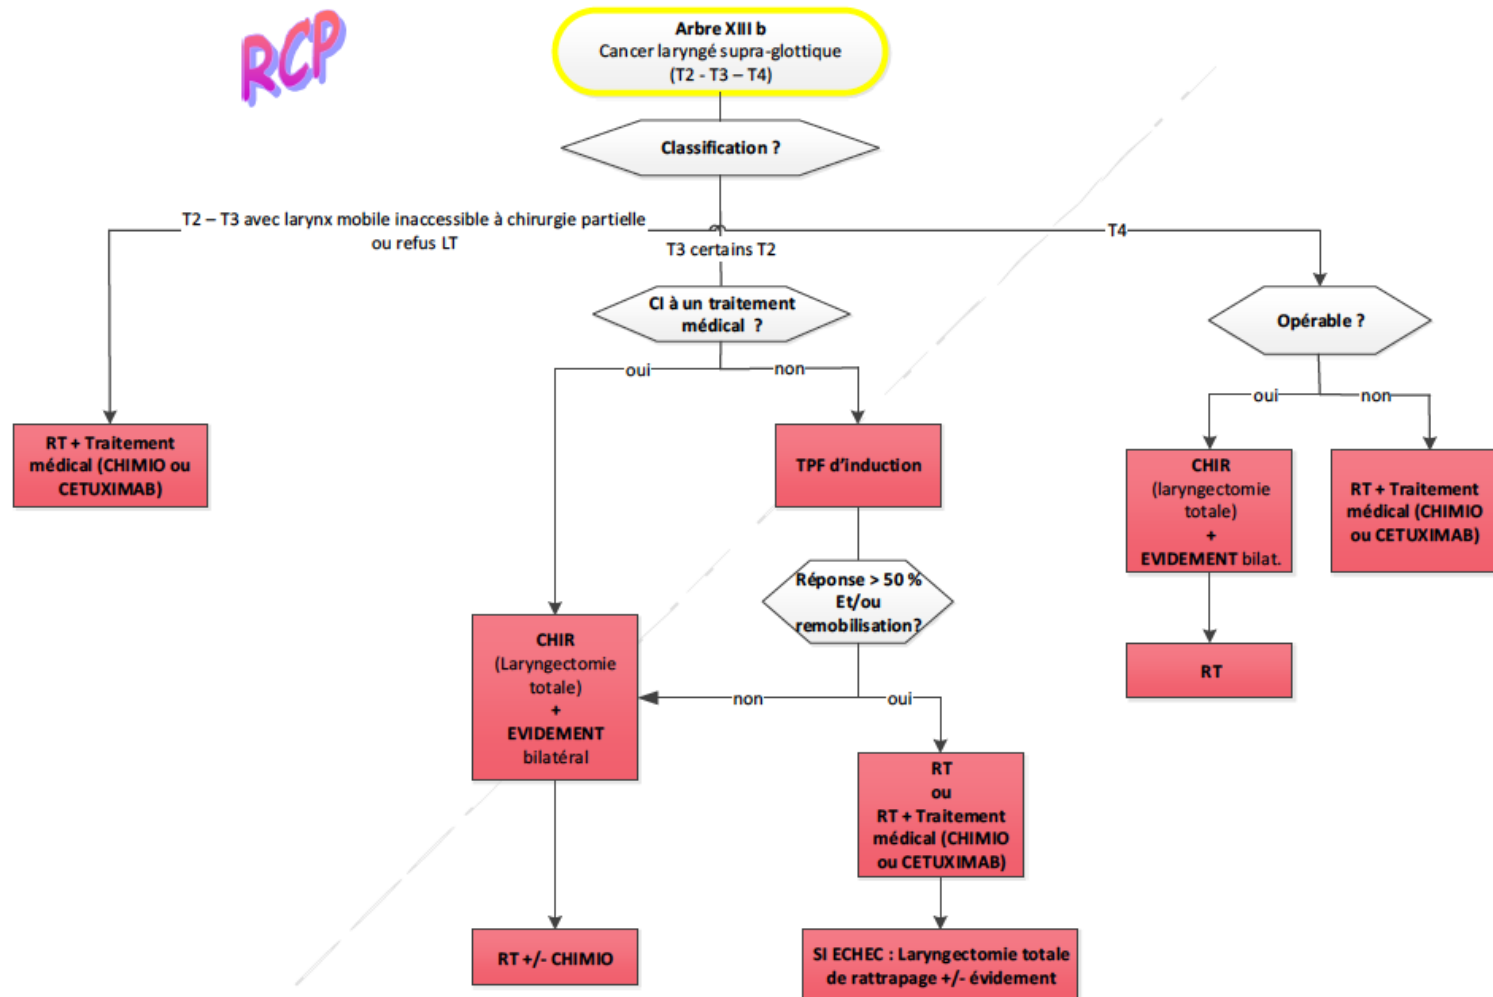 RCP
Arbre XIII b
Cancer laryngé supra-glottique
(T2 - T3 – T4)
Classification ?
T2 – T3 avec larynx mobile inaccessible à chirurgie partielle
ou refus LT
T3 certains T2
T4
CI à un traitement
médical ?
Opérable ?
oui
non
oui
non
RT + Traitement
médical (CHIMIO ou
CETUXIMAB)
TPF d'induction
CHIR
(laryngectomie
totale)
+
EVIDEMENT bilat.
RT + Traitement
médical (CHIMIO
ou CETUXIMAB)
Réponse > 50 %
Et/ou
remobilisation?
CHIR
(Laryngectomie
totale)
+
EVIDEMENT
bilatéral
RT
non
oui
RT
ou
RT + Traitement
médical (CHIMIO
ou CETUXIMAB)
RT +/- CHIMIO
SI ECHEC : Laryngectomie totale
de rattrapage +/- évidement